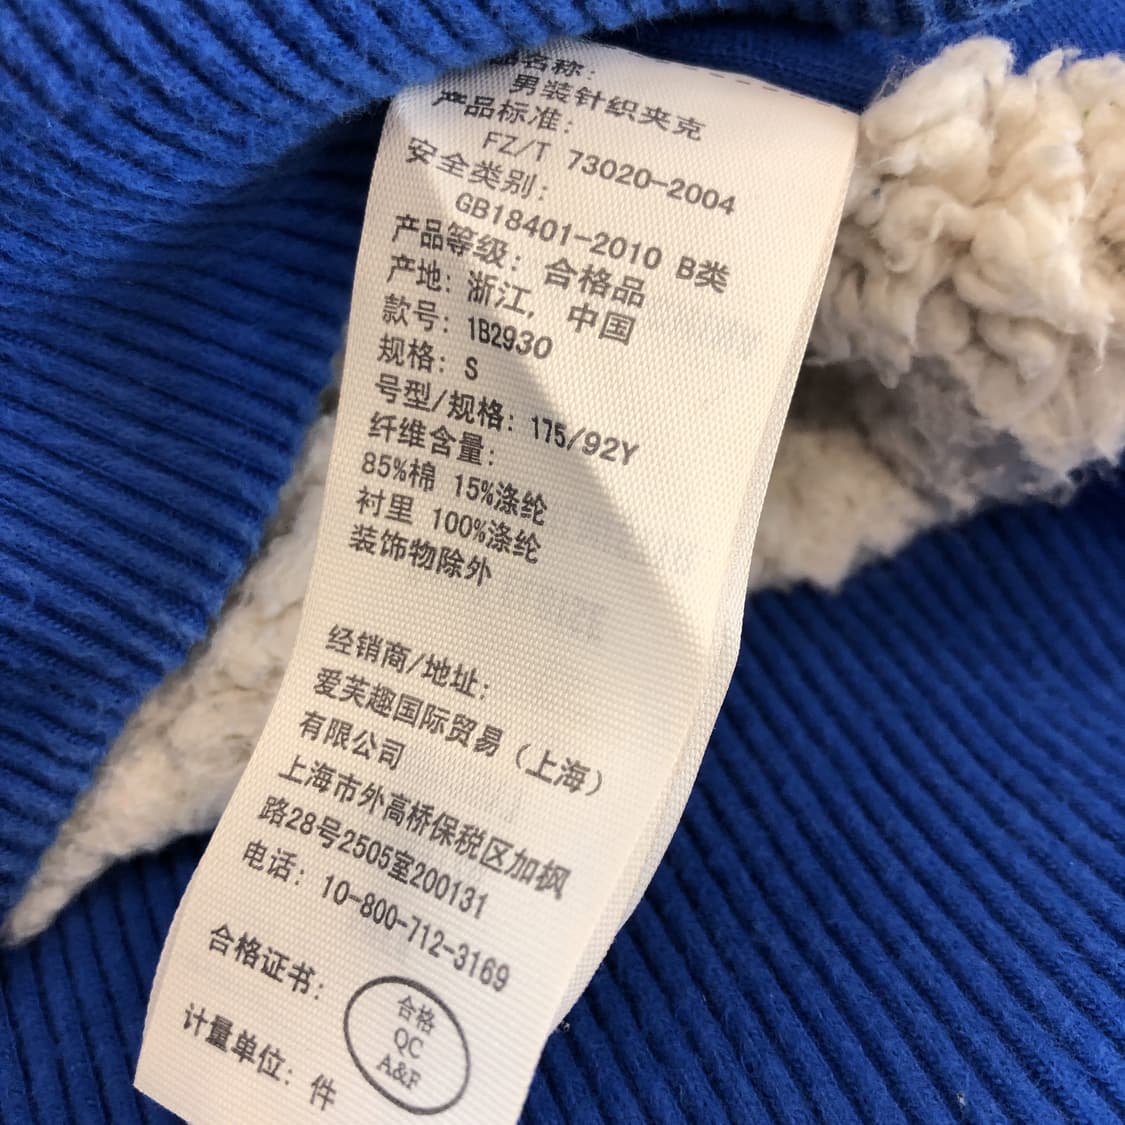 品名称:
男装针织夹克
产品标准:
FZ/T 73020-2004
安全类别:
GB18401-2010 B类
产品等级: 合格品
产地: 浙江, 中国
款号: 1B2930
规格: S
号型/规格: 175/92Y
纤维含量:
85%棉 15%涤纶
衬里 100%涤纶
装饰物除外
经销商/地址:
爱芙趣国际贸易(上海)
有限公司
上海市外高桥保税区加枫
路28号2505室200131
电话: 10-800-712-3169
合格证书:
合格
QC
A&F
计量单位: 件